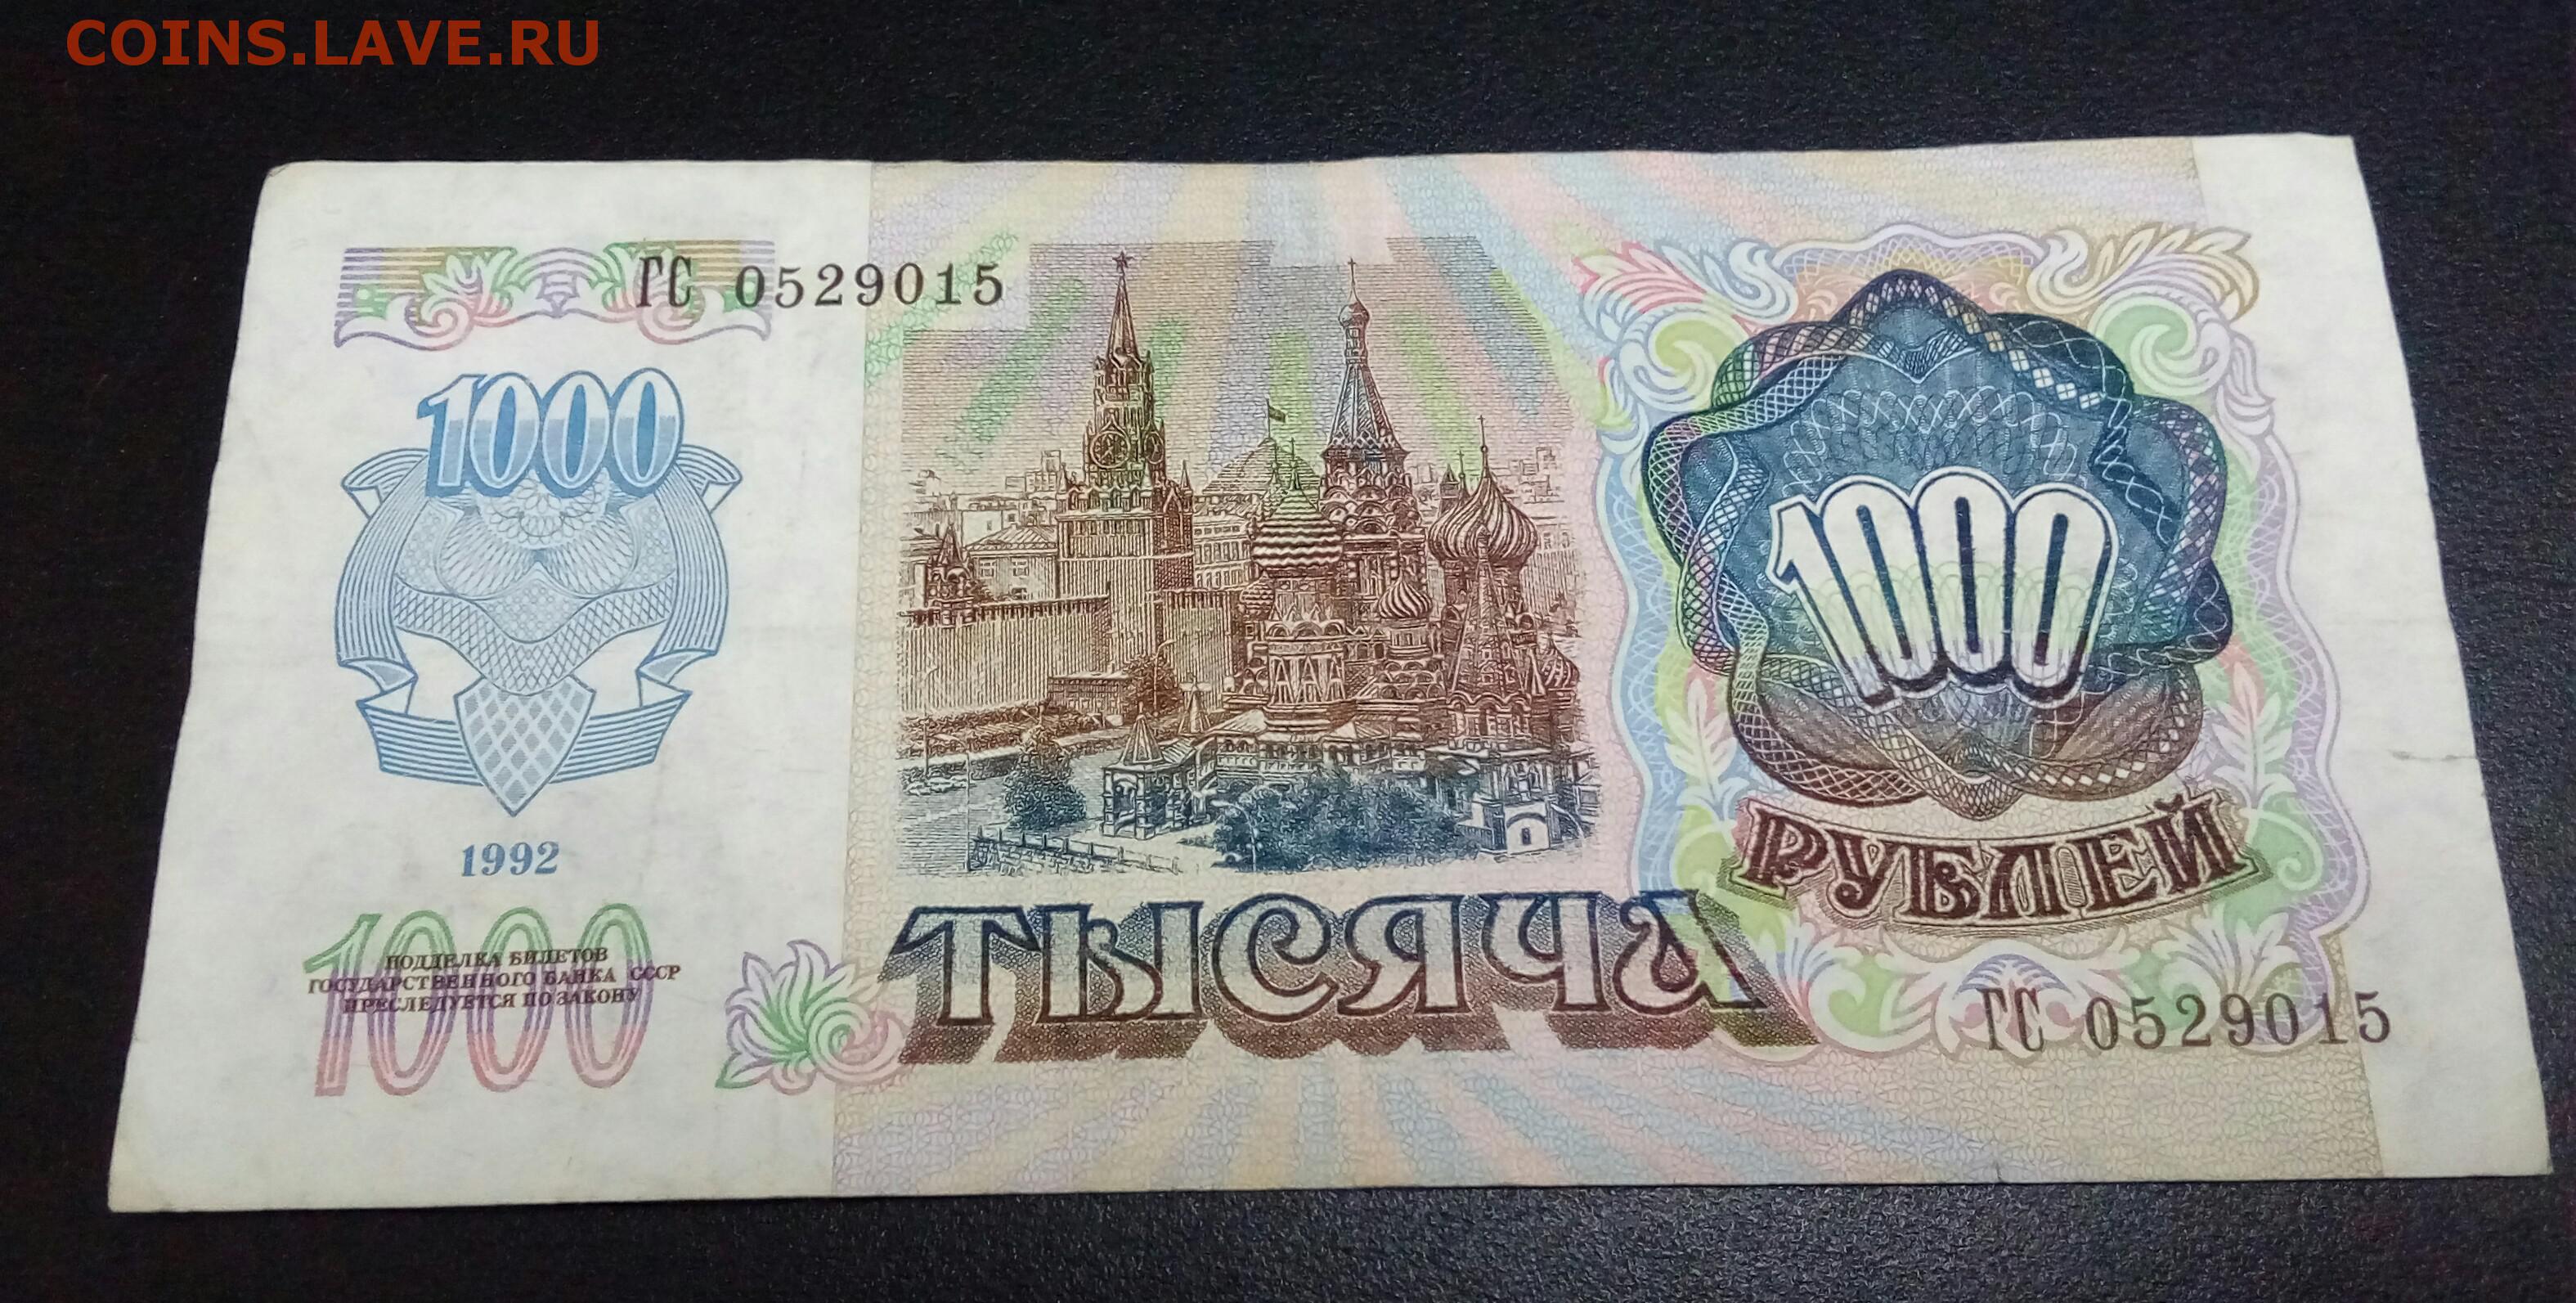 COINS.LAVE.RU
ГС 0529015
1000
1000
1992
1000
ПОДДЕЛКА БИЛЕТОВ
ГОСУДАРСТВЕННОГО БАНКА СССР
ПРЕСЛЕДУЕТСЯ ПО ЗАКОНУ
РУБЛЕЙ
ТЫСЯЧА
ГС 0529015